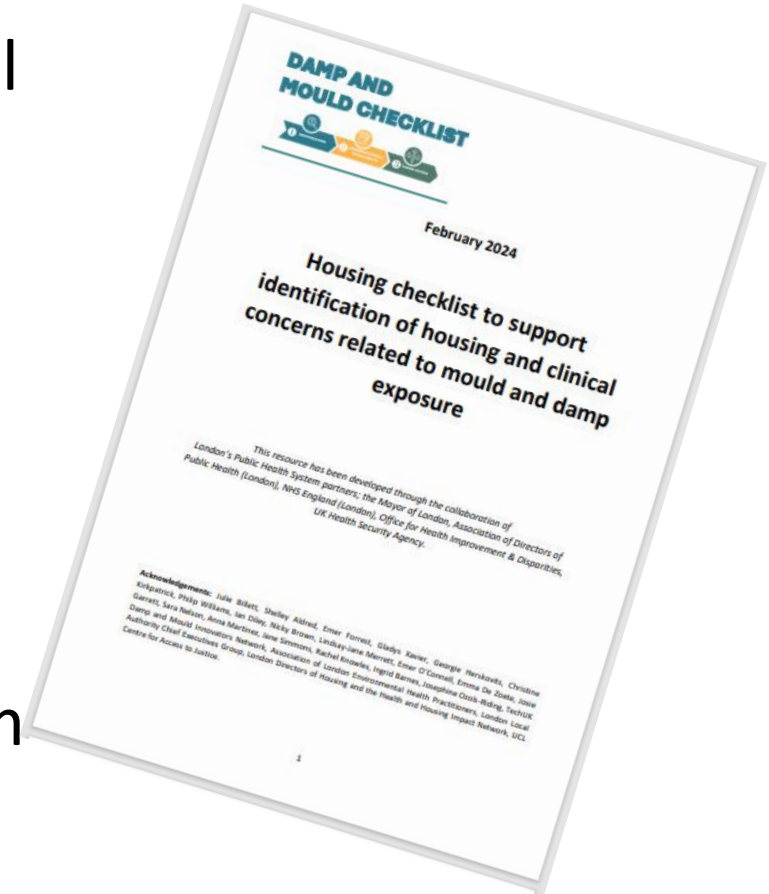 l
DAMP AND
MOULD CHECKLIST
1
2
3
February 2024
Housing checklist to support
identification of housing and clinical
concerns related to mould and damp
exposure
This resource has been developed through the collaboration of
London's Public Health System partners; the Mayor of London, Association of Directors of
Public Health (London), NHS England (London), Office for Health Improvement & Disparities,
UK Health Security Agency.
Acknowledgements: Julie Billett, Shelley Aldred, Emer Forrest, Gladys Xavier, Georgie Herskovits, Christine
Kirkpatrick, Philip Williams, Ian Diley, Nicky Brown, Lindsay-Jane Merrett, Emer O'Connell, Emma De Zoete, Josie
Garratt, Sara Nelson, Anna Martinez, Jane Simmons, Rachel Knowles, Ingrid Barnes, Josephine Ocols-Riding, TechUK
Damp and Mould Innovators Network, Association of London Environmental Health Practitioners, London Local
Authority Chief Executives Group, London Directors of Housing and the Health and Housing Impact Network, UCL
Centre for Access to Justice.
n
1